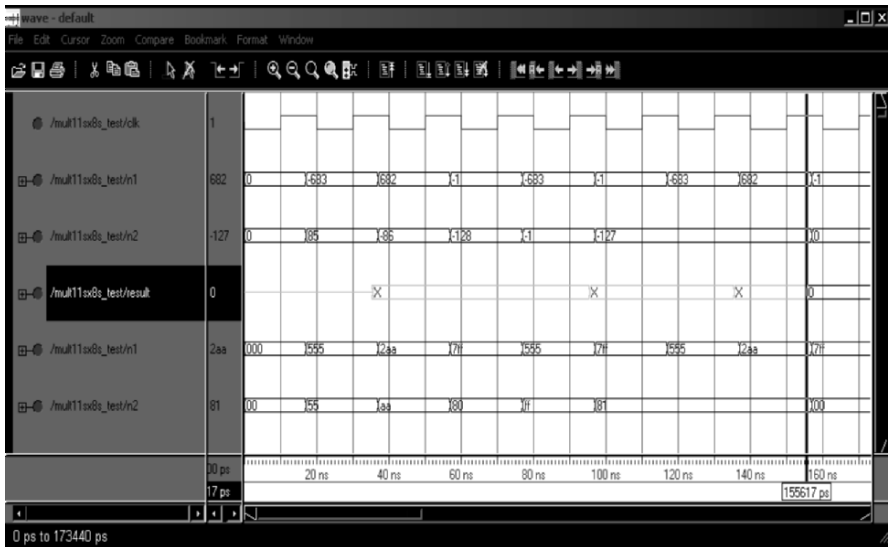 wave - default
File Edit Cursor Zoom Compare Bookmark Format Window
/mult11sx8s_test/clk 1
/mult11sx8s_test/n1 682 0 -683 682 -1 -683 -1 -683 682 -1
/mult11sx8s_test/n2 -127 0 85 -86 -128 -1 -127 0
/mult11sx8s_test/result 0 X X X 0
/mult11sx8s_test/n1 2aa 000 555 2aa 7ff 555 7ff 555 2aa 7ff
/mult11sx8s_test/n2 81 00 55 aa 80 ff 81 00
00 ps 20 ns 40 ns 60 ns 80 ns 100 ns 120 ns 140 ns 160 ns
17 ps 155617 ps
0 ps to 173440 ps